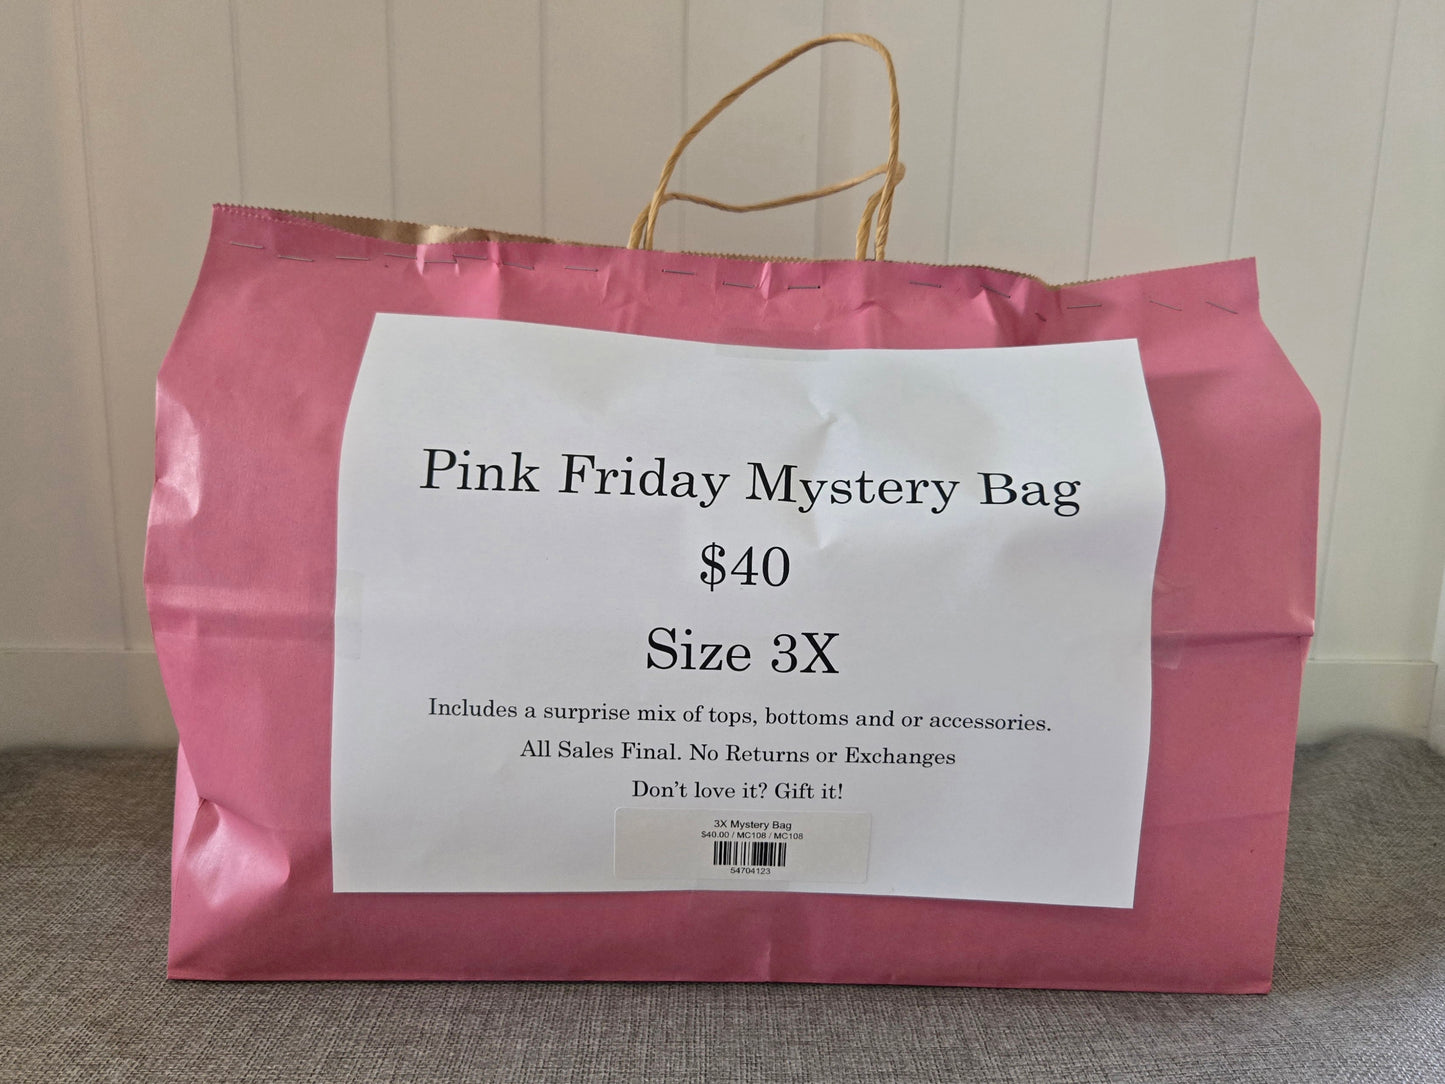 Pink Friday Mystery Bag
$40
Size 3X
Includes a surprise mix of tops, bottoms and or accessories.
All Sales Final. No Returns or Exchanges
Don't love it? Gift it!
3X Mystery Bag
$40.00 / MC108 / MC108
54704123